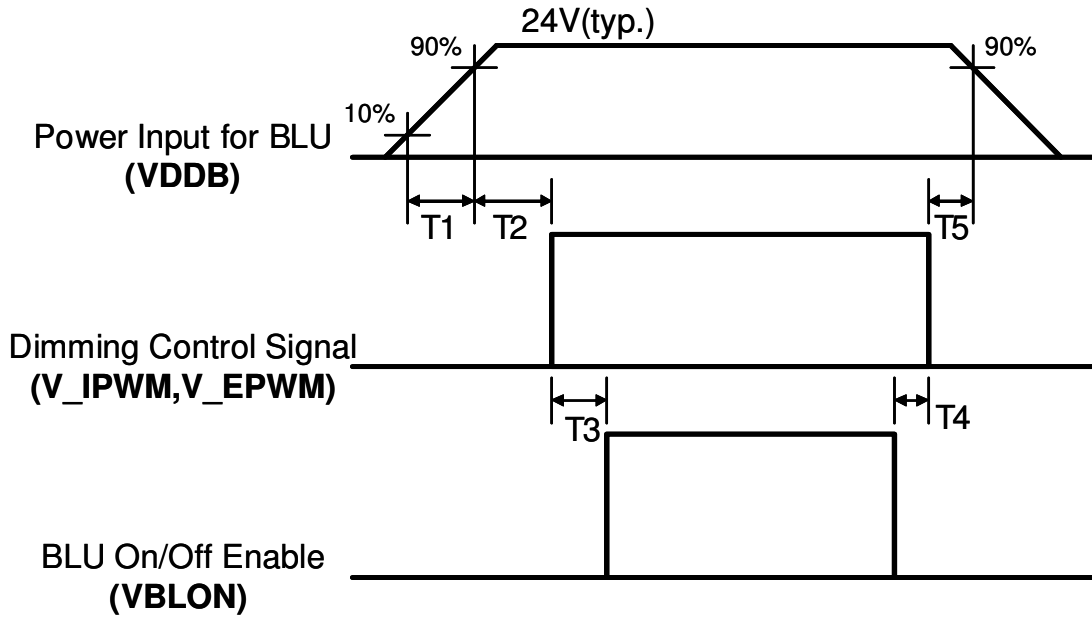 24V(typ.)
90%
90%
10%
Power Input for BLU
(VDDB)
T1
T2
T5
Dimming Control Signal
(V_IPWM,V_EPWM)
T3
T4
BLU On/Off Enable
(VBLON)